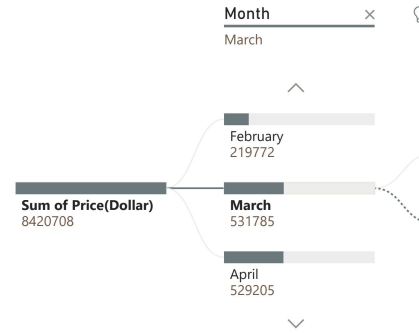 Month
March
February
219772
Sum of Price(Dollar)
8420708
March
531785
April
529205